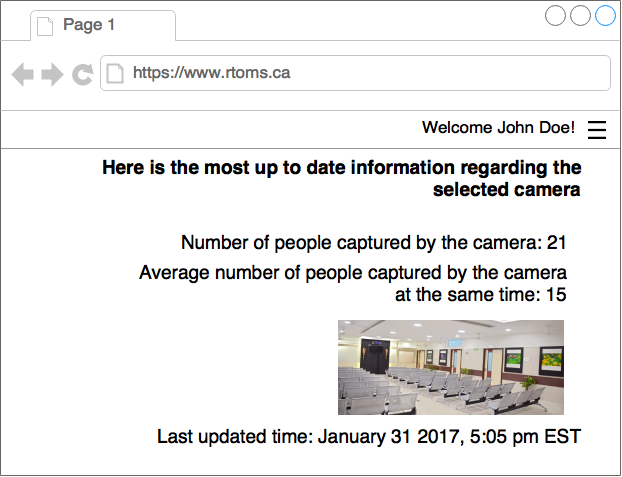 Page 1
https://www.rtoms.ca
Welcome John Doe!
Here is the most up to date information regarding the
selected camera
Number of people captured by the camera: 21
Average number of people captured by the camera
at the same time: 15
Last updated time: January 31 2017, 5:05 pm EST